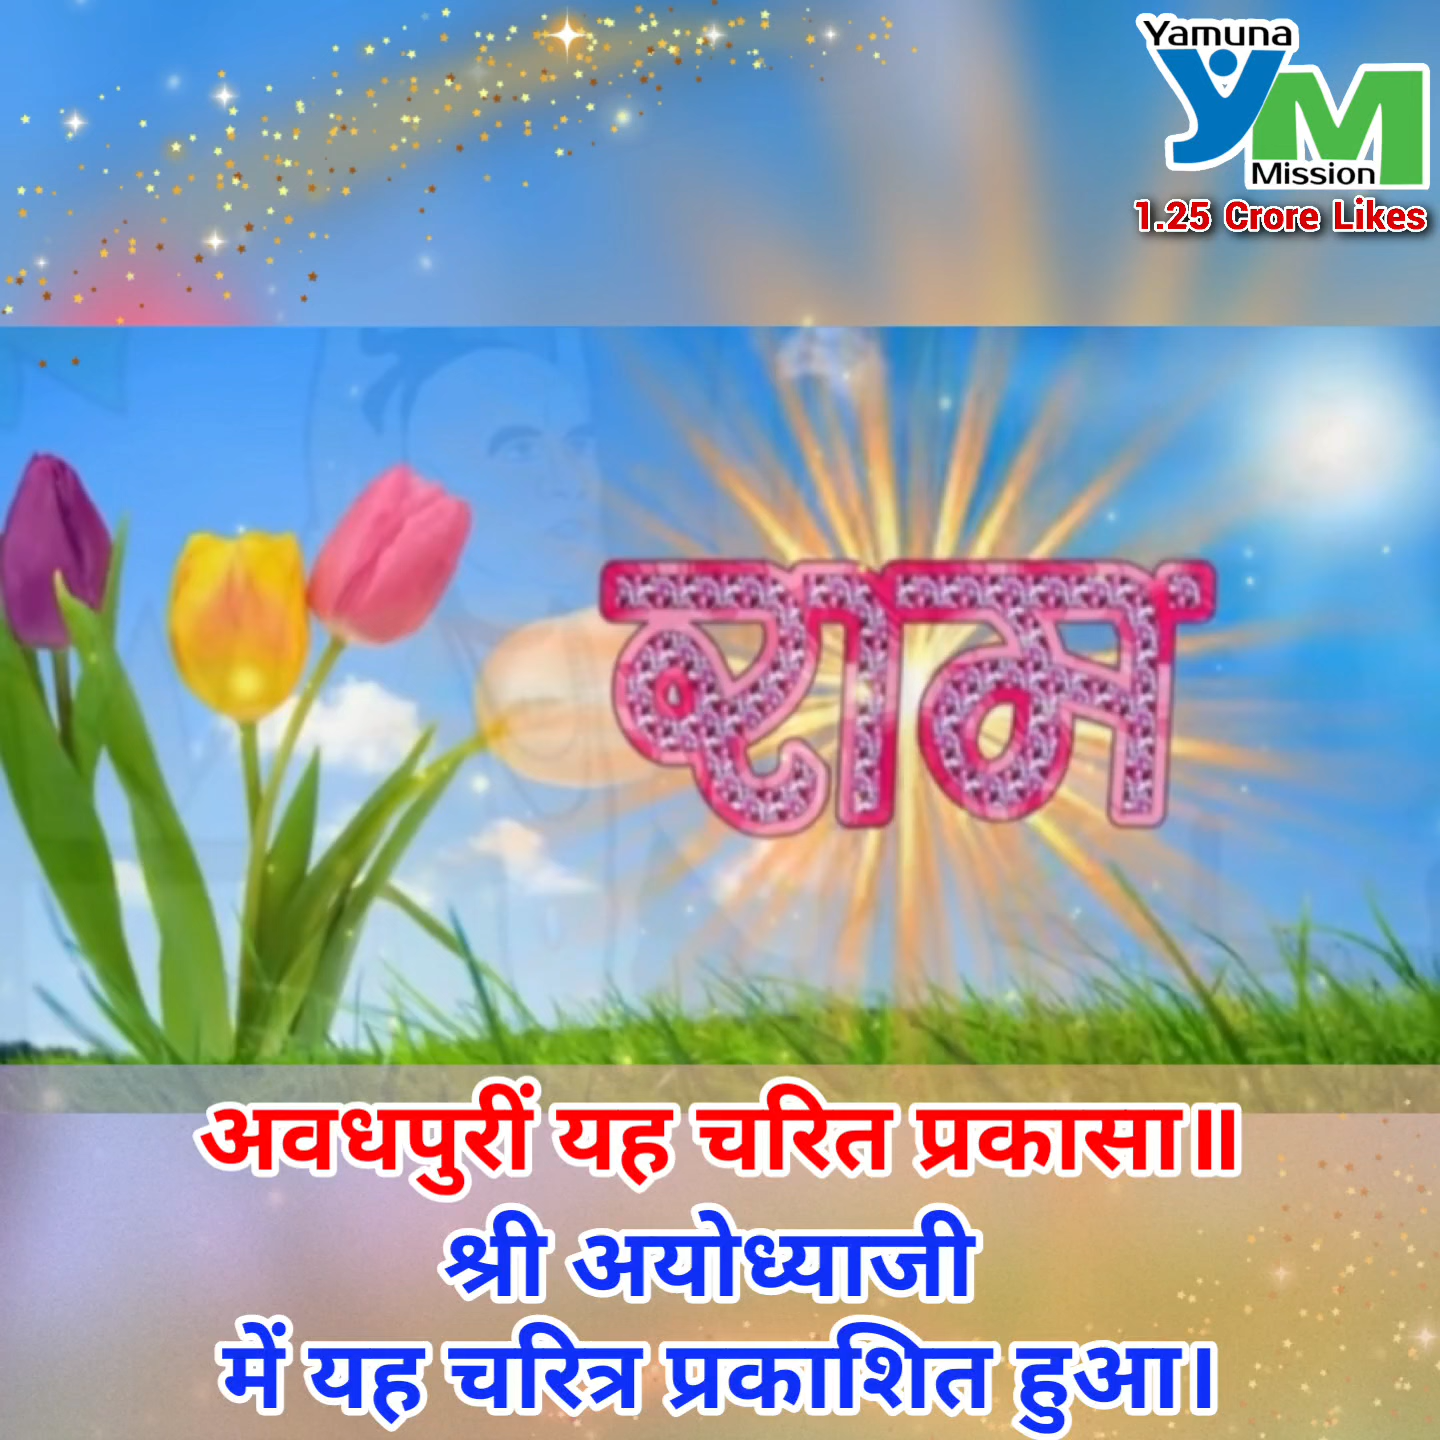 Yamuna
YM
Mission
1.25 Crore Likes
राम
अवधपुरीं यह चरित प्रकासा॥
श्री अयोध्याजी
में यह चरित्र प्रकाशित हुआ।